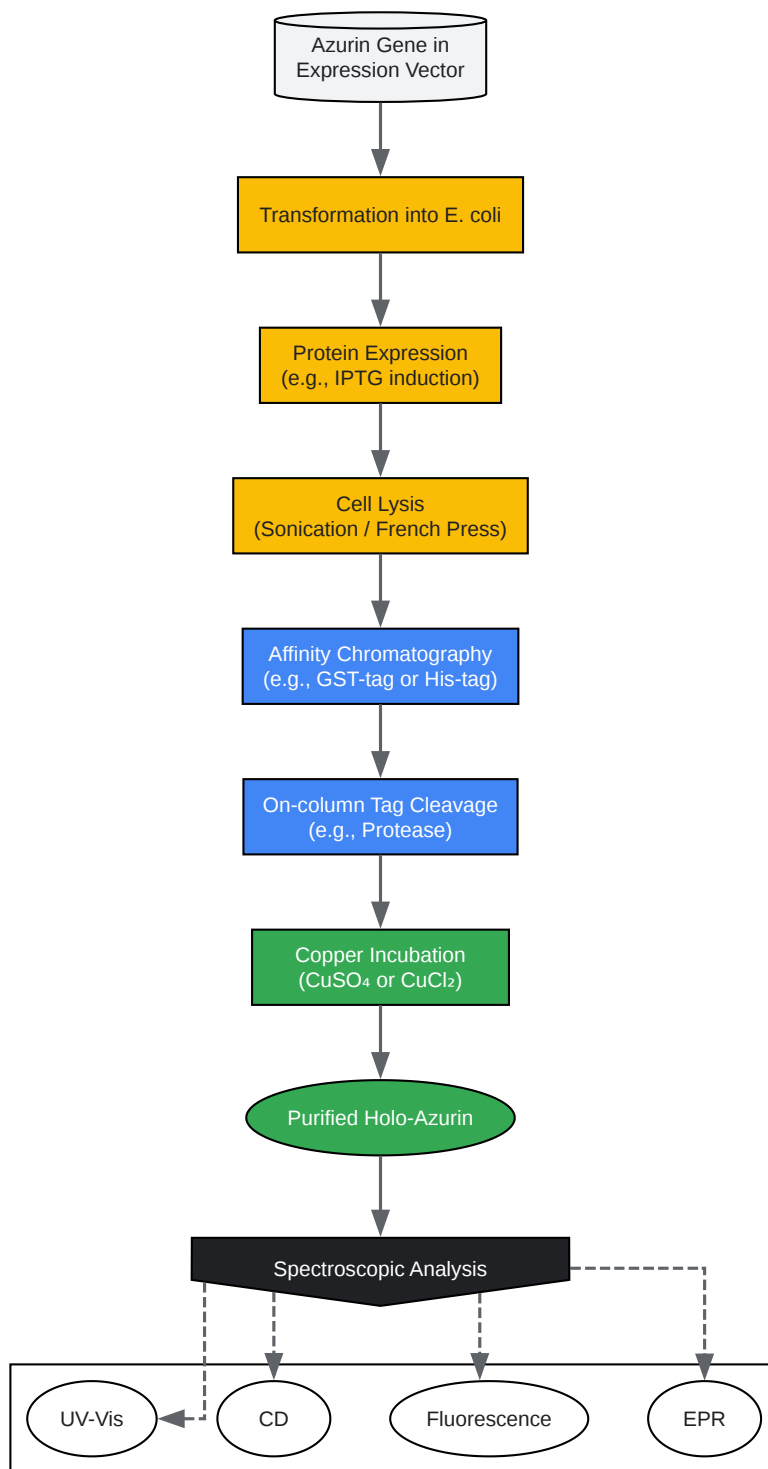 Azurin Gene in
Expression Vector
Transformation into E. coli
Protein Expression
(e.g., IPTG induction)
Cell Lysis
(Sonication / French Press)
Affinity Chromatography
(e.g., GST-tag or His-tag)
On-column Tag Cleavage
(e.g., Protease)
Copper Incubation
(CuSO₄ or CuCl₂)
Purified Holo-Azurin
Spectroscopic Analysis
UV-Vis
CD
Fluorescence
EPR